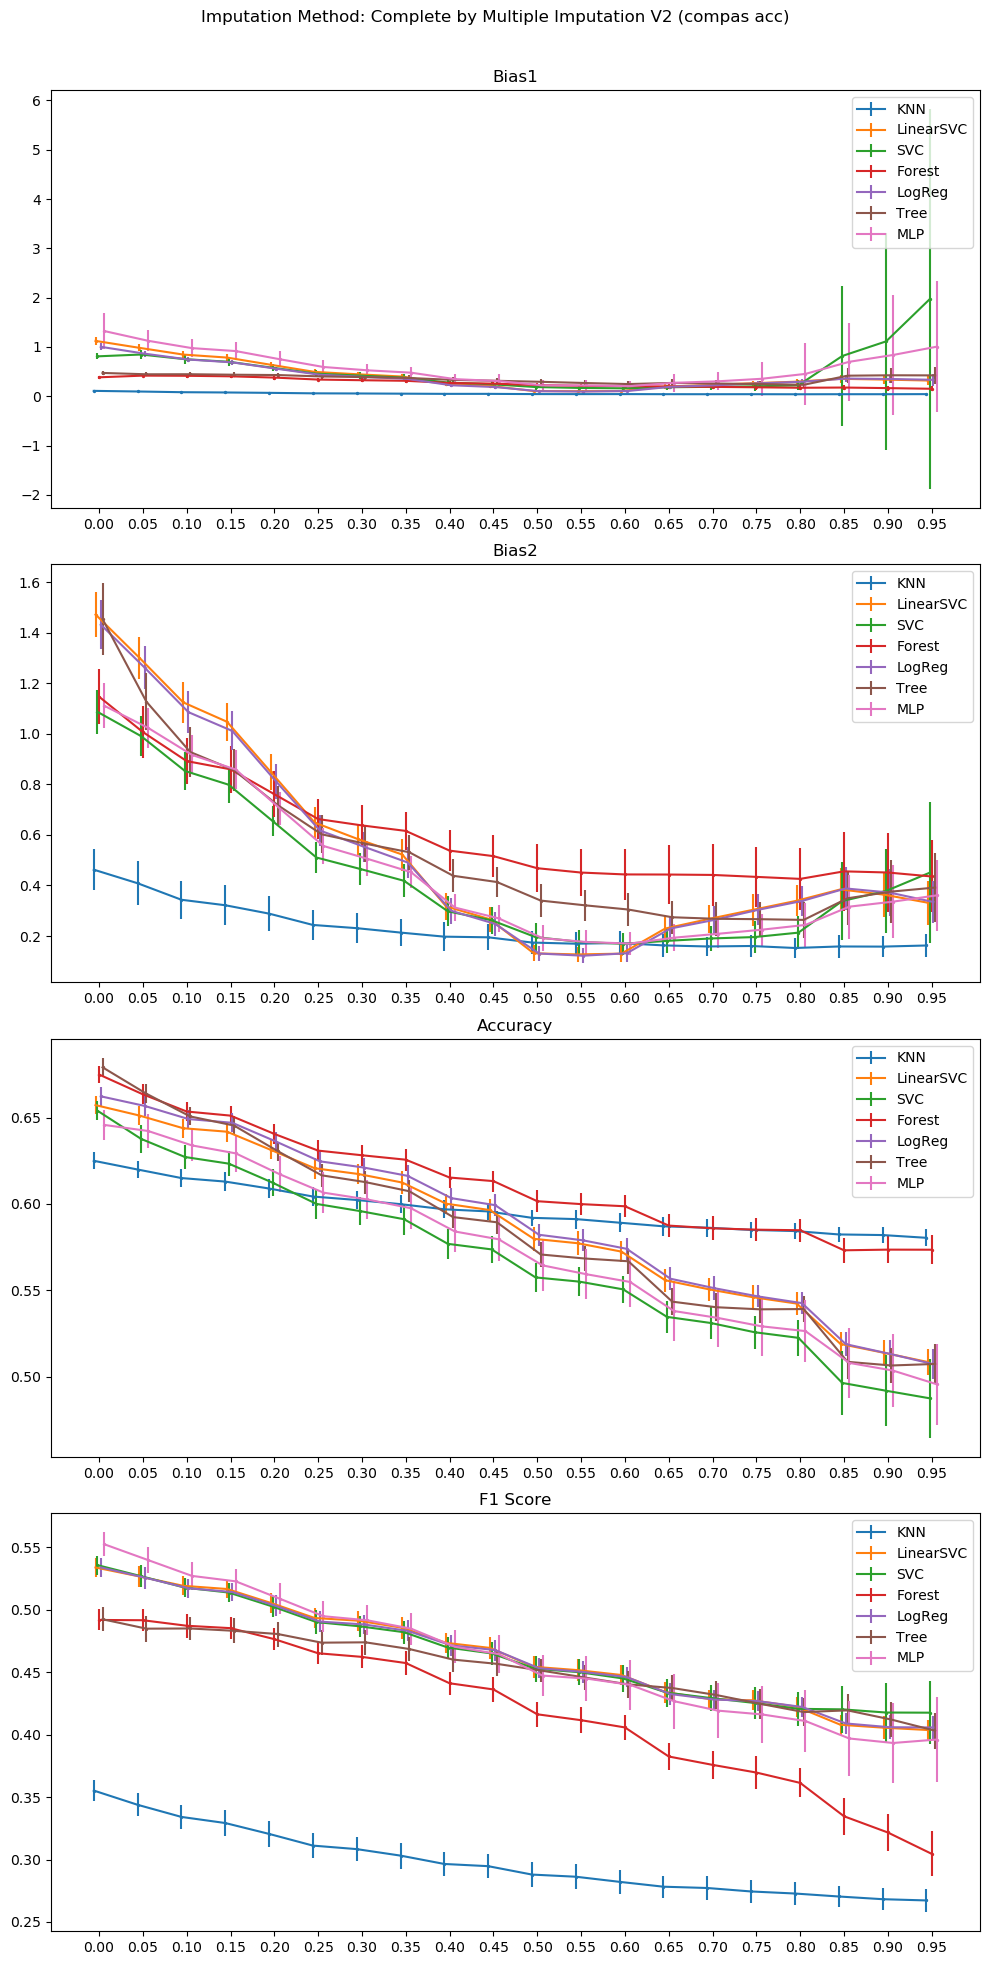 Imputation Method: Complete by Multiple Imputation V2 (compas acc)
Bias1
6
5
4
3
2
1
0
−1
−2
KNN
LinearSVC
SVC
Forest
LogReg
Tree
MLP
0.00 0.05 0.10 0.15 0.20 0.25 0.30 0.35 0.40 0.45 0.50 0.55 0.60 0.65 0.70 0.75 0.80 0.85 0.90 0.95
Bias2
1.6
1.4
1.2
1.0
0.8
0.6
0.4
0.2
KNN
LinearSVC
SVC
Forest
LogReg
Tree
MLP
0.00 0.05 0.10 0.15 0.20 0.25 0.30 0.35 0.40 0.45 0.50 0.55 0.60 0.65 0.70 0.75 0.80 0.85 0.90 0.95
Accuracy
0.65
0.60
0.55
0.50
KNN
LinearSVC
SVC
Forest
LogReg
Tree
MLP
0.00 0.05 0.10 0.15 0.20 0.25 0.30 0.35 0.40 0.45 0.50 0.55 0.60 0.65 0.70 0.75 0.80 0.85 0.90 0.95
F1 Score
0.55
0.50
0.45
0.40
0.35
0.30
0.25
KNN
LinearSVC
SVC
Forest
LogReg
Tree
MLP
0.00 0.05 0.10 0.15 0.20 0.25 0.30 0.35 0.40 0.45 0.50 0.55 0.60 0.65 0.70 0.75 0.80 0.85 0.90 0.95